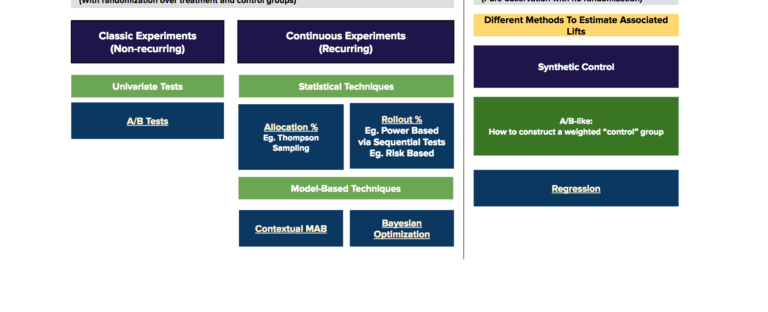 (With randomization over treatment and control groups)
Classic Experiments
(Non-recurring)
Continuous Experiments
(Recurring)
Univariate Tests
Statistical Techniques
A/B Tests
Allocation %
Eg. Thompson
Sampling
Rollout %
Eg. Power Based
via Sequential Tests
Eg. Risk Based
Model-Based Techniques
Contextual MAB
Bayesian
Optimization
(Pure observation with no randomization)
Different Methods To Estimate Associated
Lifts
Synthetic Control
A/B-like:
How to construct a weighted "control" group
Regression